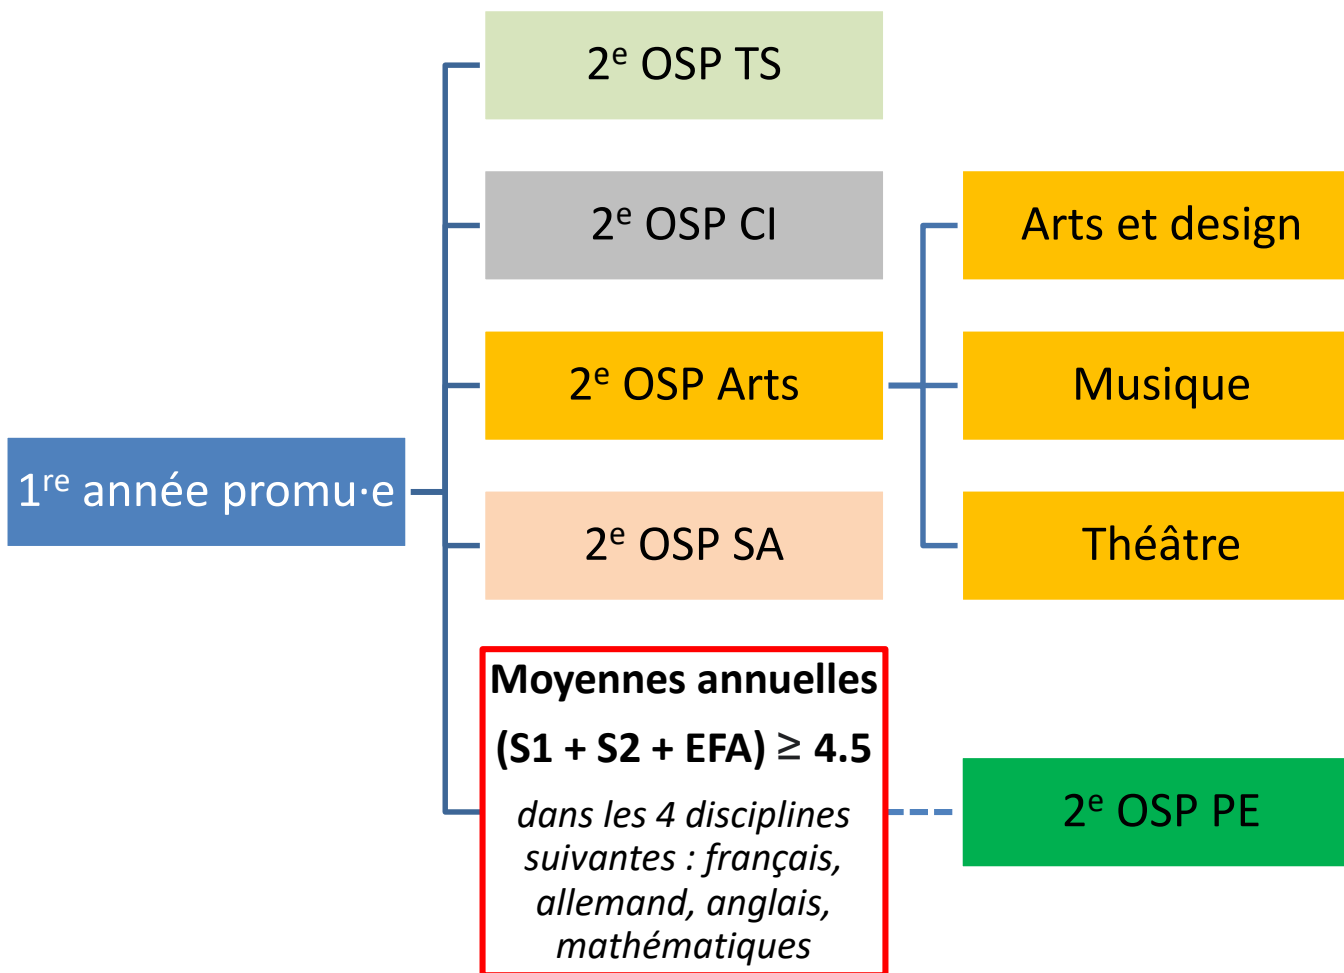 2e OSP TS
2e OSP CI
Arts et design
2e OSP Arts
Musique
1re année promu·e
2e OSP SA
Théâtre
Moyennes annuelles
(S1 + S2 + EFA) ≥ 4.5
dans les 4 disciplines
suivantes : français,
allemand, anglais,
mathématiques
2e OSP PE